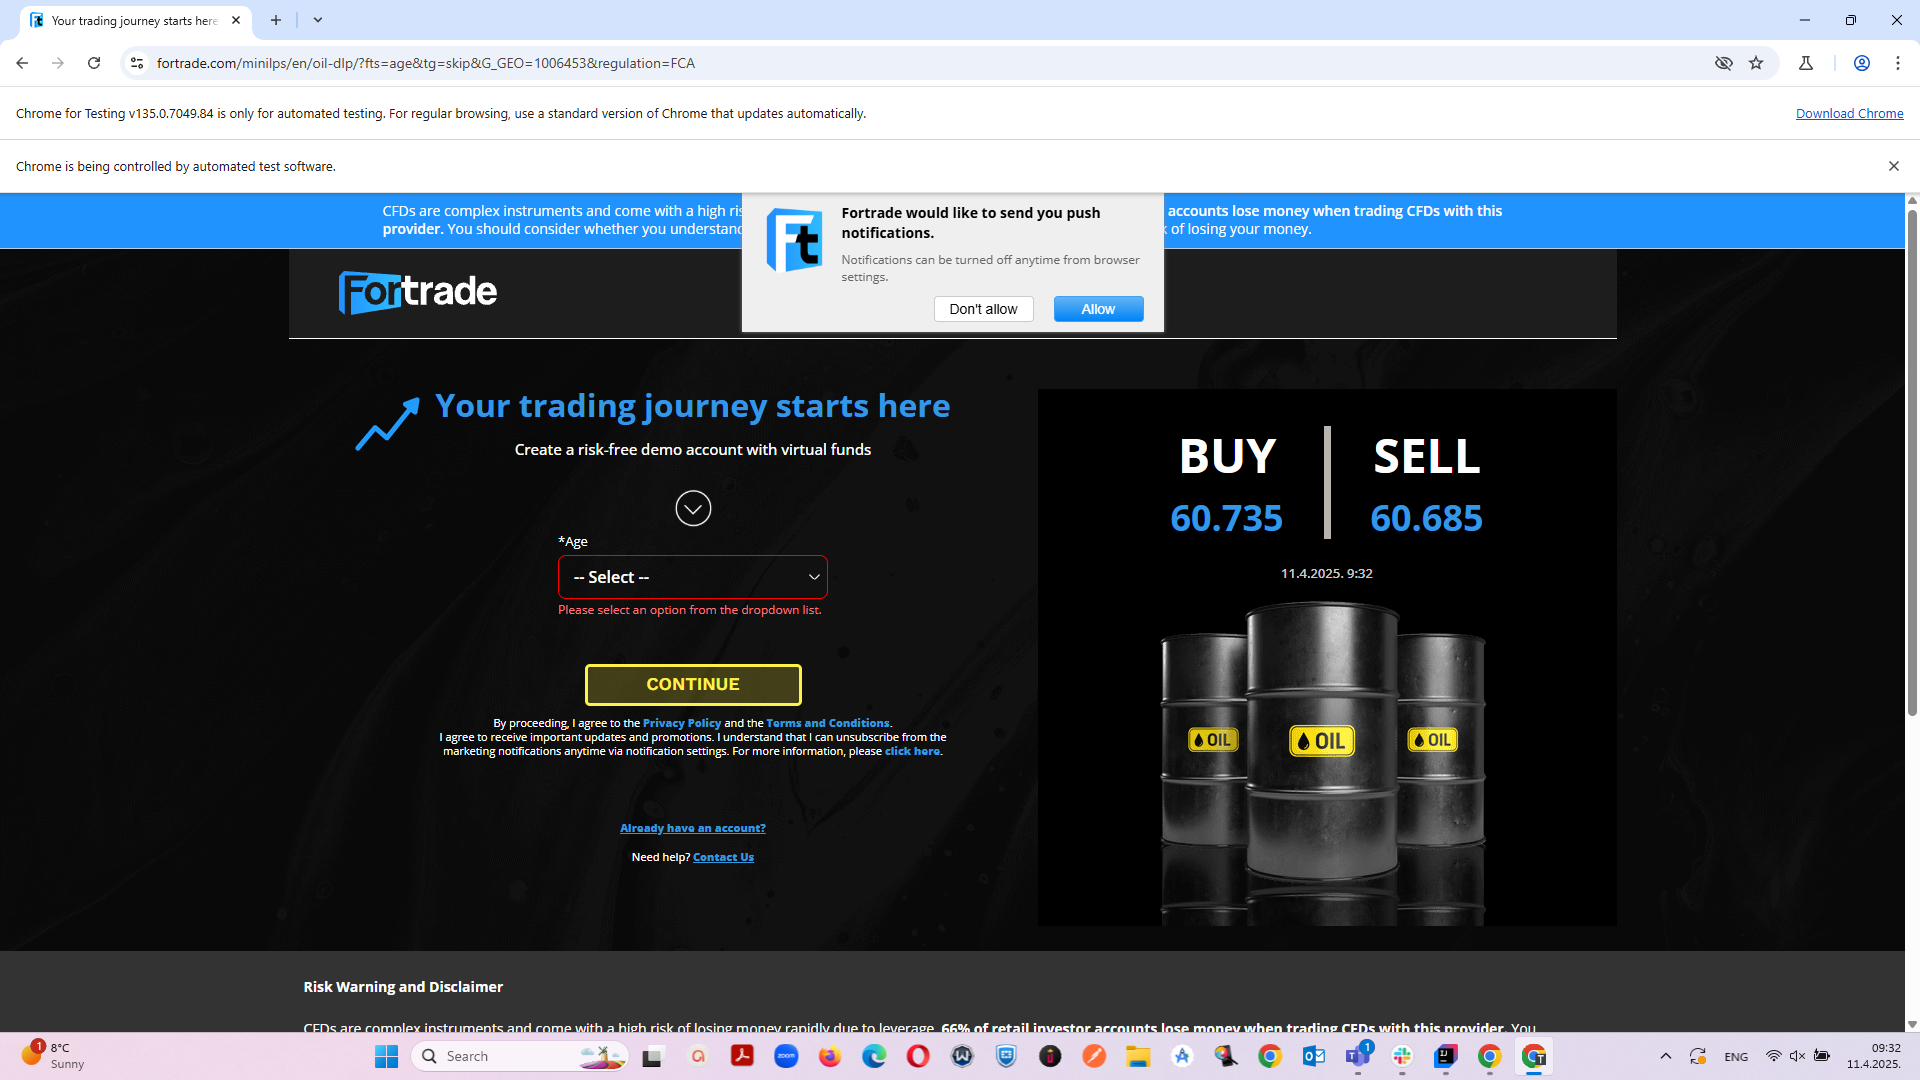 Your trading journey starts here
fortrade.com/minilps/en/oil-dlp/?fts=age&tg=skip&G_GEO=1006453&regulation=FCA
Chrome for Testing v135.0.7049.84 is only for automated testing. For regular browsing, use a standard version of Chrome that updates automatically.
Download Chrome
Chrome is being controlled by automated test software.
CFDs are complex instruments and come with a high
accounts lose money when trading CFDs with this
provider. You should consider whether you
of losing your money.
Ft
Fortrade would like to send you push
notifications.
Notifications can be turned off anytime from browser
settings.
Don't allow
Allow
Fortrade
Your trading journey starts here
Create a risk-free demo account with virtual funds
*Age
-- Select --
Please select an option from the dropdown list.
CONTINUE
By proceeding, I agree to the Privacy Policy and the Terms and Conditions.
I agree to receive important updates and promotions. I understand that I can unsubscribe from the
marketing notifications anytime via notification settings. For more information, please click here.
Already have an account?
Need help? Contact Us
BUY
SELL
60.735
60.685
11.4.2025. 9:32
OIL
OIL
OIL
Risk Warning and Disclaimer
CFDs are complex instruments and come with a high risk of losing money rapidly due to leverage. 66% of retail investor accounts lose money when trading CFDs with this provider. You
1
8°C
Sunny
Search
zoom
1
ENG
09:32
11.4.2025.